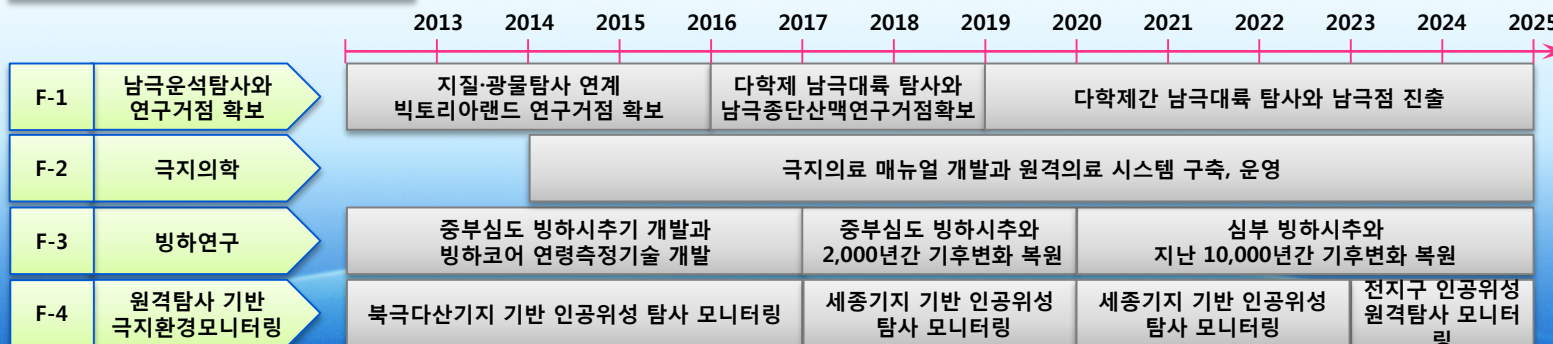 2013 2014 2015 2016 2017 2018 2019 2020 2021 2022 2023 2024 2025
F-1
남극운석탐사와
연구거점 확보
지질·광물탐사 연계
빅토리아랜드 연구거점 확보
다학제 남극대륙 탐사와
남극종단산맥연구거점확보
다학제간 남극대륙 탐사와 남극점 진출
F-2
극지의학
극지의료 매뉴얼 개발과 원격의료 시스템 구축, 운영
F-3
빙하연구
중부심도 빙하시추기 개발과
빙하코어 연령측정기술 개발
중부심도 빙하시추와
2,000년간 기후변화 복원
심부 빙하시추와
지난 10,000년간 기후변화 복원
F-4
원격탐사 기반
극지환경모니터링
북극다산기지 기반 인공위성 탐사 모니터링
세종기지 기반 인공위성
탐사 모니터링
세종기지 기반 인공위성
탐사 모니터링
전지구 인공위성
원격탐사 모니터
링